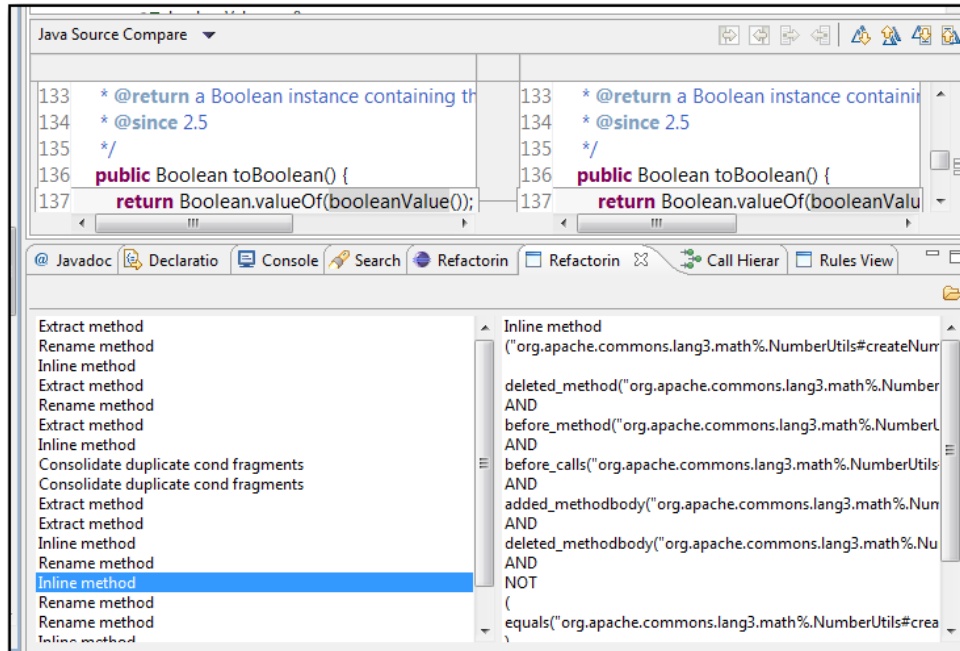 Java Source Compare
133 * @return a Boolean instance containing th
134 * @since 2.5
135 */
136 public Boolean toBoolean() {
137 return Boolean.valueOf(booleanValue());
133 * @return a Boolean instance containin
134 * @since 2.5
135 */
136 public Boolean toBoolean() {
137 return Boolean.valueOf(booleanValu
@ Javadoc Declaratio Console Search Refactorin Refactorin Call Hierar Rules View
Extract method
Rename method
Inline method
Extract method
Rename method
Extract method
Inline method
Consolidate duplicate cond fragments
Consolidate duplicate cond fragments
Extract method
Extract method
Inline method
Rename method
Inline method
Rename method
Rename method
Inline method
Inline method
("org.apache.commons.lang3.math%.NumberUtils#createNum
deleted_method("org.apache.commons.lang3.math%.Number
AND
before_method("org.apache.commons.lang3.math%.NumberU
AND
before_calls("org.apache.commons.lang3.math%.NumberUtils
AND
added_methodbody("org.apache.commons.lang3.math%.Num
AND
deleted_methodbody("org.apache.commons.lang3.math%.Nu
AND
NOT
(
equals("org.apache.commons.lang3.math%.NumberUtils#crea
)